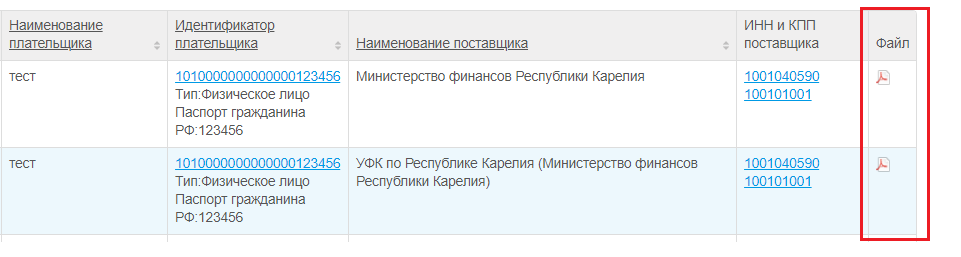 Наименование плательщика
Идентификатор плательщика
Наименование поставщика
ИНН и КПП поставщика
Файл
тест
1010000000000000123456
Тип:Физическое лицо
Паспорт гражданина
РФ:123456
Министерство финансов Республики Карелия
1001040590
100101001
тест
1010000000000000123456
Тип:Физическое лицо
Паспорт гражданина
РФ:123456
УФК по Республике Карелия (Министерство финансов
Республики Карелия)
1001040590
100101001